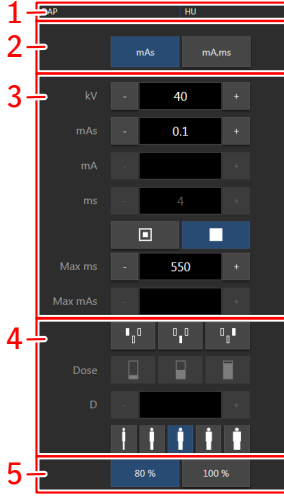 1 AP HU
2 mAs mA,ms
3 kV - 40 +
mAs - 0.1 +
mA - +
ms - 4 +
Max ms - 550 +
Max mAs - +
4
Dose
D - +
5 80 % 100 %